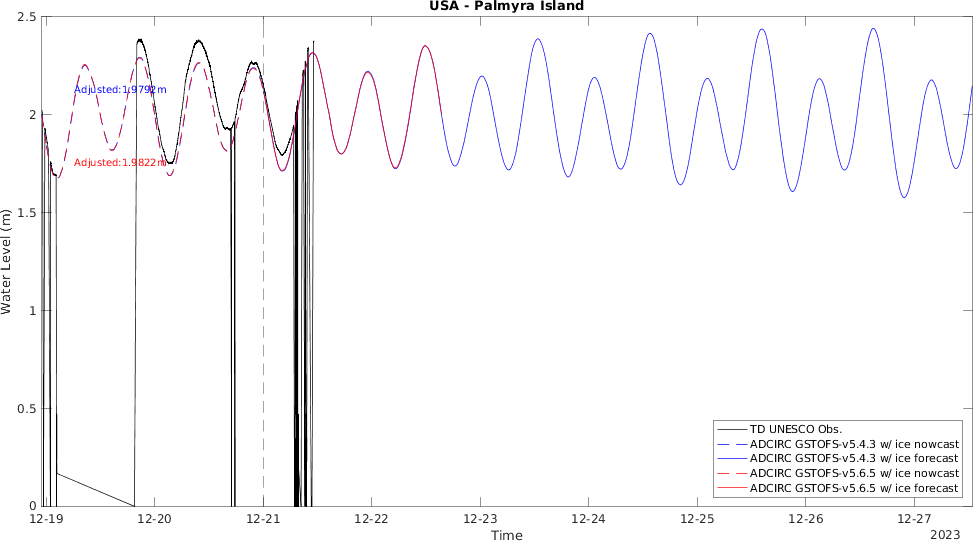 USA - Palmyra Island
2.5
2
1.5
1
0.5
0
Water Level (m)
Adjusted:1.9792m
Adjusted:1.9822m
TD UNESCO Obs.
ADCIRC GSTOFS-v5.4.3 w/ ice nowcast
ADCIRC GSTOFS-v5.4.3 w/ ice forecast
ADCIRC GSTOFS-v5.6.5 w/ ice nowcast
ADCIRC GSTOFS-v5.6.5 w/ ice forecast
12-19 12-20 12-21 12-22 12-23 12-24 12-25 12-26 12-27
Time
2023